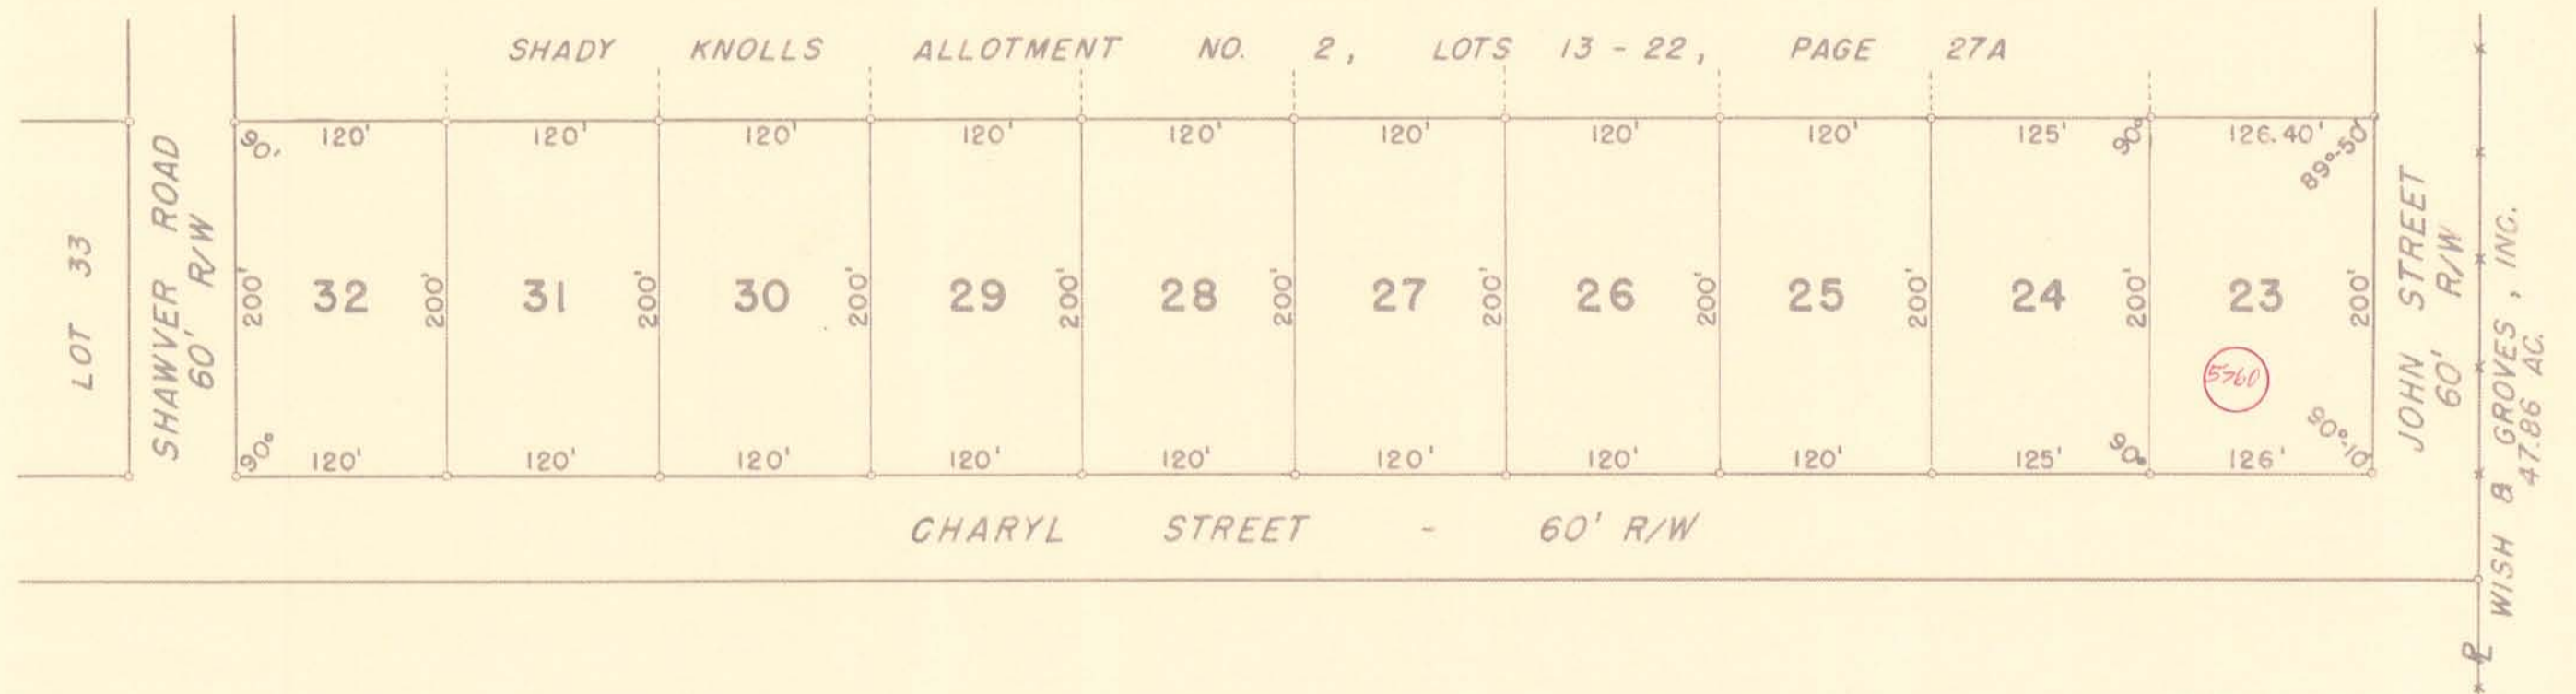 SHADY KNOLLS ALLOTMENT NO. 2, LOTS 13 - 22, PAGE 27A
90° 120' 120' 120' 120' 120' 120' 120' 120' 125' 90° 126.40' 89°-50'
LOT 33
SHAWVER ROAD
60' R/W
200' 32 200' 31 200' 30 200' 29 200' 28 200' 27 200' 26 200' 25 200' 24 200' 23 200'
5760
JOHN STREET
60' R/W
WISH & GROVES, INC.
47.86 AC.
90° 120' 120' 120' 120' 120' 120' 120' 120' 125' 90° 126' 90°-10'
CHARYL STREET - 60' R/W
PL